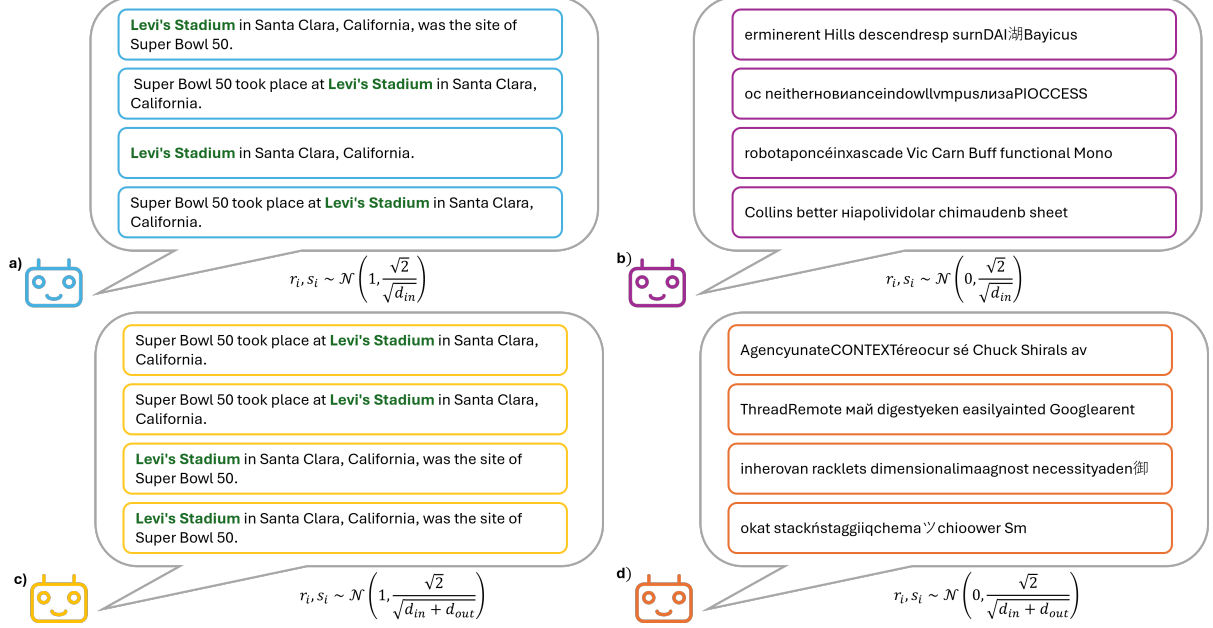 Levi's Stadium in Santa Clara, California, was the site of
Super Bowl 50.
Super Bowl 50 took place at Levi's Stadium in Santa Clara,
California.
Levi's Stadium in Santa Clara, California.
Super Bowl 50 took place at Levi's Stadium in Santa Clara,
California.
a)
r_i, s_i ~ 𝒩(1, √2/√d_in)
erminerent Hills descendresp surnDAI湖Bayicus
ос neitherновиanceindowllvmpusлизаPIOCCESS
robotaponcéinxascade Vic Carn Buff functional Mono
Collins better нiapolividolar chimaudenb sheet
b)
r_i, s_i ~ 𝒩(0, √2/√d_in)
Super Bowl 50 took place at Levi's Stadium in Santa Clara,
California.
Super Bowl 50 took place at Levi's Stadium in Santa Clara,
California.
Levi's Stadium in Santa Clara, California, was the site of
Super Bowl 50.
Levi's Stadium in Santa Clara, California, was the site of
Super Bowl 50.
c)
r_i, s_i ~ 𝒩(1, √2/√(d_in + d_out))
AgencyunateCONTEXTéreocur sé Chuck Shirals av
ThreadRemote май digestyeken easilyainted Googlearent
inherovan racklets dimensionalimaagnost necessityaden御
okat stackństaggiiqchemaツchioower Sm
d)
r_i, s_i ~ 𝒩(0, √2/√(d_in + d_out))